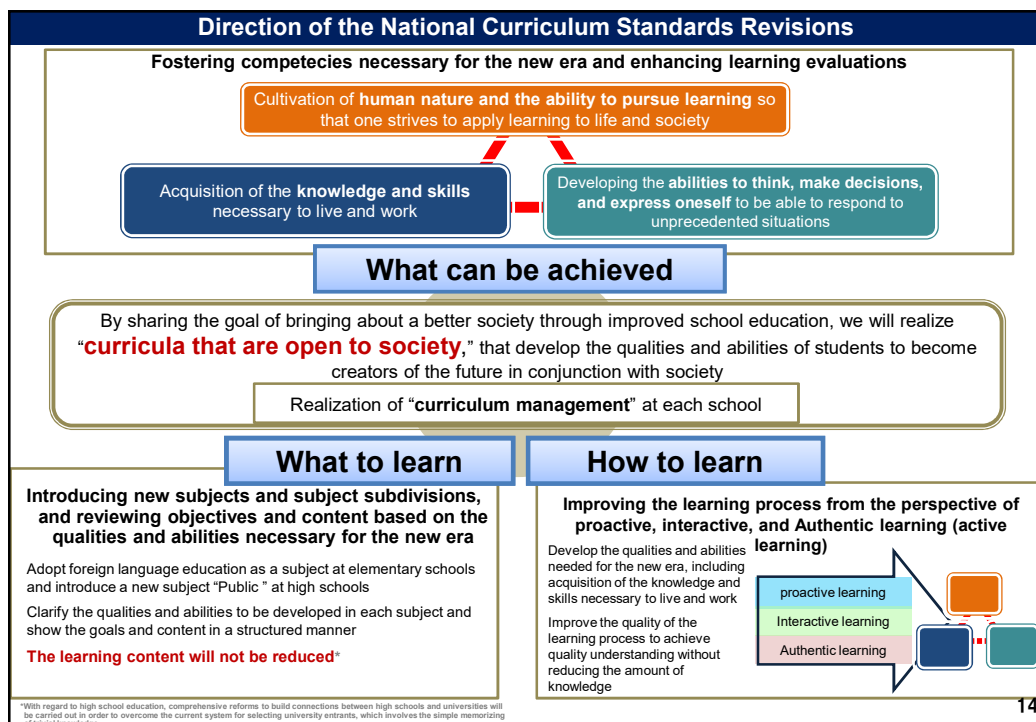 Direction of the National Curriculum Standards Revisions
Fostering competecies necessary for the new era and enhancing learning evaluations
Cultivation of human nature and the ability to pursue learning so
that one strives to apply learning to life and society
Acquisition of the knowledge and skills
necessary to live and work
Developing the abilities to think, make decisions,
and express oneself to be able to respond to
unprecedented situations
What can be achieved
By sharing the goal of bringing about a better society through improved school education, we will realize
“curricula that are open to society,” that develop the qualities and abilities of students to become
creators of the future in conjunction with society
Realization of “curriculum management” at each school
What to learn
Introducing new subjects and subject subdivisions,
and reviewing objectives and content based on the
qualities and abilities necessary for the new era
Adopt foreign language education as a subject at elementary schools
and introduce a new subject “Public ” at high schools
Clarify the qualities and abilities to be developed in each subject and
show the goals and content in a structured manner
The learning content will not be reduced*
How to learn
Improving the learning process from the perspective of
proactive, interactive, and Authentic learning (active
learning)
Develop the qualities and abilities
needed for the new era, including
acquisition of the knowledge and
skills necessary to live and work
Improve the quality of the
learning process to achieve
quality understanding without
reducing the amount of
knowledge
proactive learning
Interactive learning
Authentic learning
*With regard to high school education, comprehensive reforms to build connections between high schools and universities will
be carried out in order to overcome the current system for selecting university entrants, which involves the simple memorizing
14